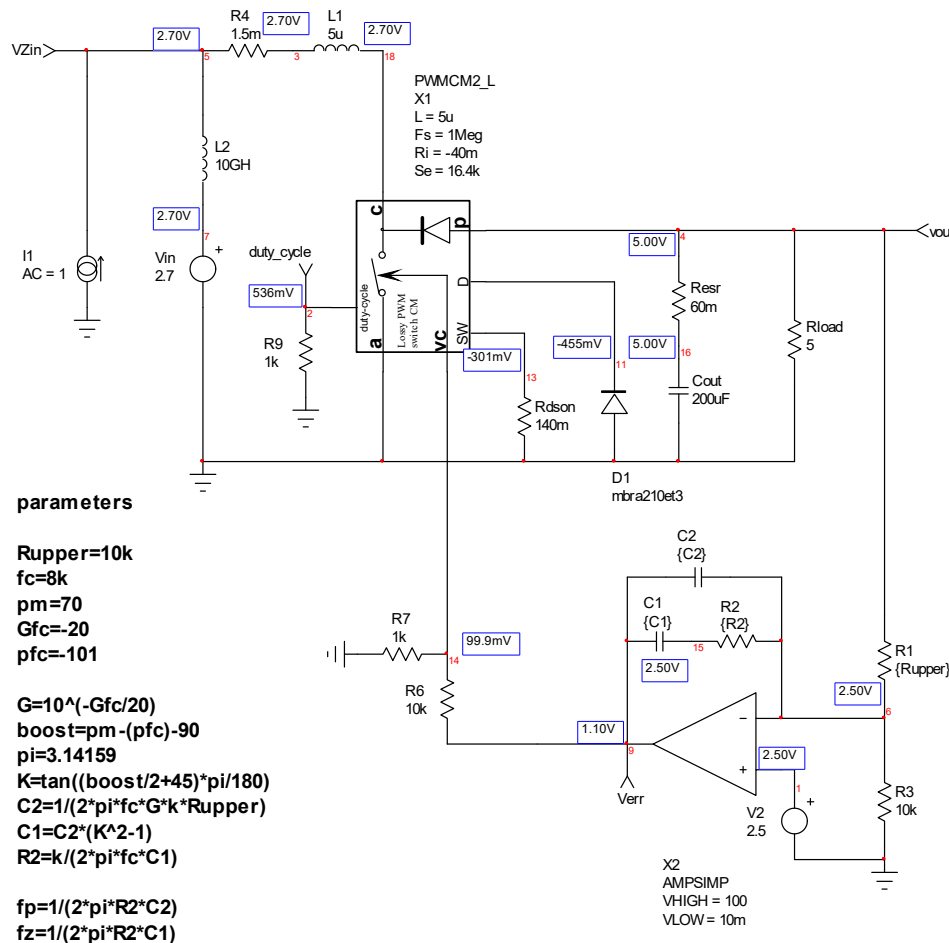 VZin
2.70V
5
R4
1.5m
2.70V
3
L1
5u
2.70V
18
PWMCM2_L
X1
L = 5u
Fs = 1Meg
Ri = -40m
Se = 16.4k
L2
10GH
2.70V
7
Vin
2.7
+
I1
AC = 1
duty_cycle
536mV
2
R9
1k
c
p
duty-cycle
Lossy PWM
switch CM
a
vc
D
SW
-301mV
13
Rdson
140m
-455mV
11
D1
mbra210et3
5.00V
4
Resr
60m
5.00V
16
Cout
200uF
Rload
5
vou
parameters
Rupper=10k
fc=8k
pm=70
Gfc=-20
pfc=-101
G=10^(-Gfc/20)
boost=pm-(pfc)-90
pi=3.14159
K=tan((boost/2+45)*pi/180)
C2=1/(2*pi*fc*G*k*Rupper)
C1=C2*(K^2-1)
R2=k/(2*pi*fc*C1)
fp=1/(2*pi*R2*C2)
fz=1/(2*pi*R2*C1)
R7
1k
99.9mV
14
R6
10k
C2
{C2}
C1
{C1}
R2
{R2}
2.50V
15
1.10V
9
Verr
2.50V
6
R1
{Rupper}
2.50V
1
V2
2.5
+
R3
10k
X2
AMPSIMP
VHIGH = 100
VLOW = 10m